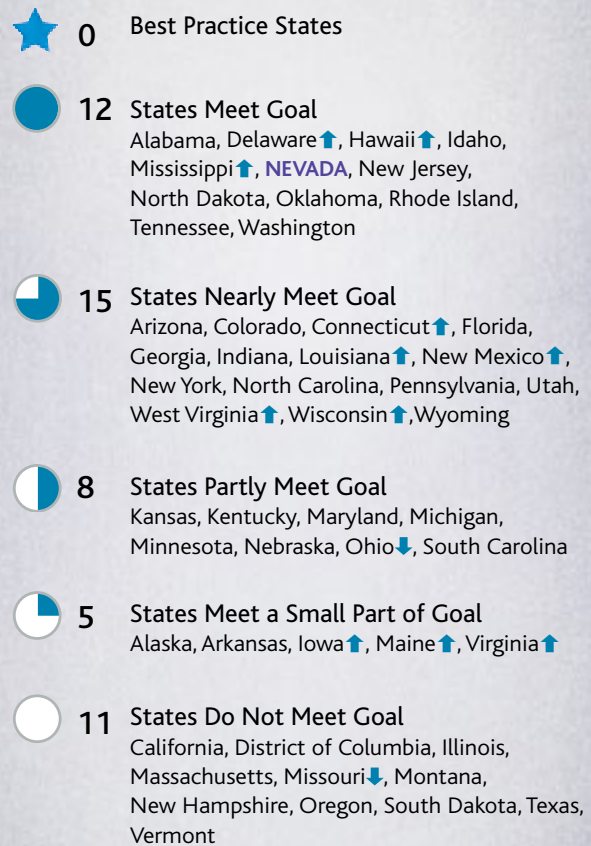 0 Best Practice States
12 States Meet Goal
Alabama, Delaware⬆, Hawaii⬆, Idaho,
Mississippi⬆, NEVADA, New Jersey,
North Dakota, Oklahoma, Rhode Island,
Tennessee, Washington
15 States Nearly Meet Goal
Arizona, Colorado, Connecticut⬆, Florida,
Georgia, Indiana, Louisiana⬆, New Mexico⬆,
New York, North Carolina, Pennsylvania, Utah,
West Virginia⬆, Wisconsin⬆, Wyoming
8 States Partly Meet Goal
Kansas, Kentucky, Maryland, Michigan,
Minnesota, Nebraska, Ohio⬇, South Carolina
5 States Meet a Small Part of Goal
Alaska, Arkansas, Iowa⬆, Maine⬆, Virginia⬆
11 States Do Not Meet Goal
California, District of Columbia, Illinois,
Massachusetts, Missouri⬇, Montana,
New Hampshire, Oregon, South Dakota, Texas,
Vermont